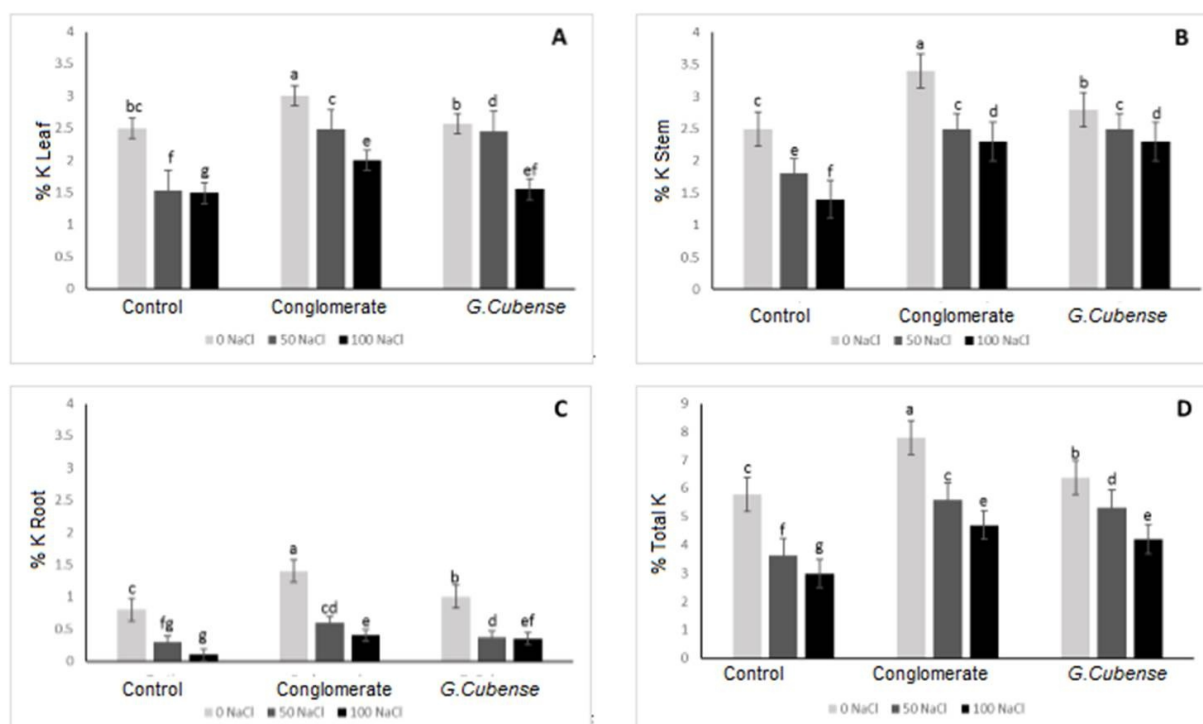 A
% K Leaf
4
3.5
3
2.5
2
1.5
1
0.5
0
bc
f
g
a
c
e
b
d
ef
Control Conglomerate G.Cubense
0 NaCl 50 NaCl 100 NaCl
B
% K Stem
4
3.5
3
2.5
2
1.5
1
0.5
0
c
e
f
a
c
d
b
c
d
Control Conglomerate G.Cubense
0 NaCl 50 NaCl 100 NaCl
C
% K Root
4
3.5
3
2.5
2
1.5
1
0.5
0
c
fg
g
a
cd
e
b
d
ef
Control Conglomerate G.Cubense
0 NaCl 50 NaCl 100 NaCl
D
% Total K
9
8
7
6
5
4
3
2
1
0
c
f
g
a
c
e
b
d
e
Control Conglomerate G.Cubense
0 NaCl 50 NaCl 100 NaCl